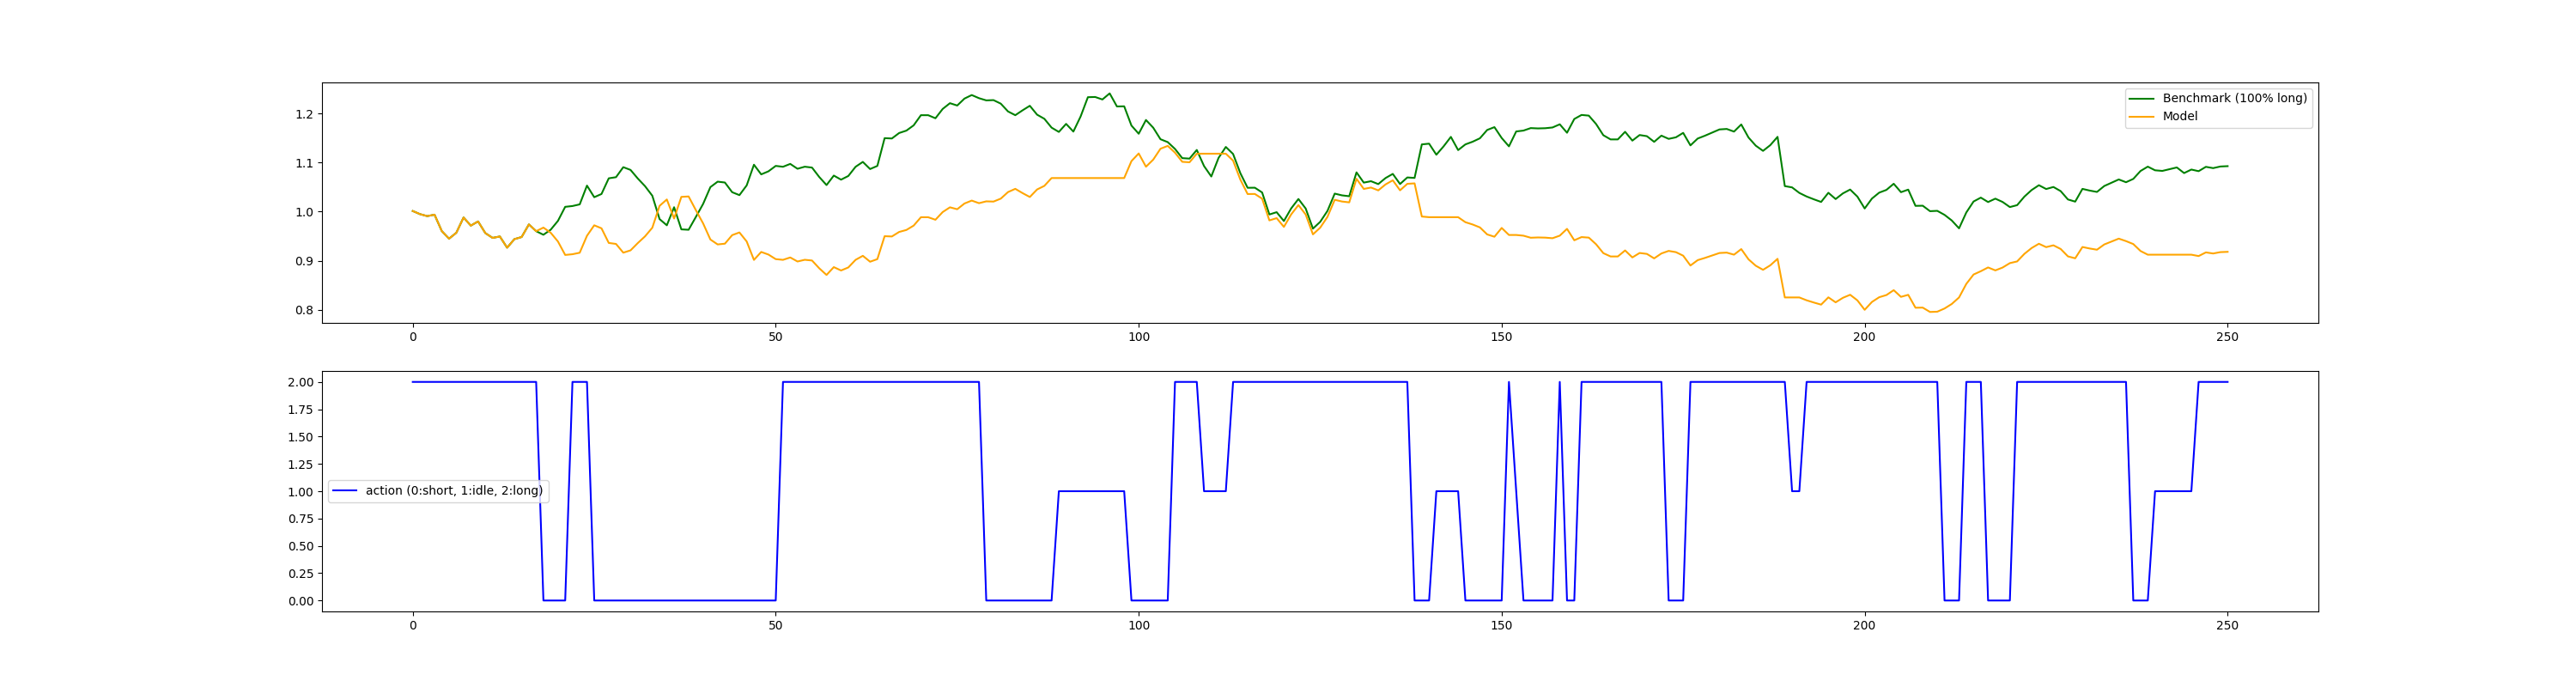 Benchmark (100% long)
Model
1.2
1.1
1.0
0.9
0.8
0 50 100 150 200 250
2.00
1.75
1.50
1.25
1.00
0.75
0.50
0.25
0.00
action (0:short, 1:idle, 2:long)
0 50 100 150 200 250